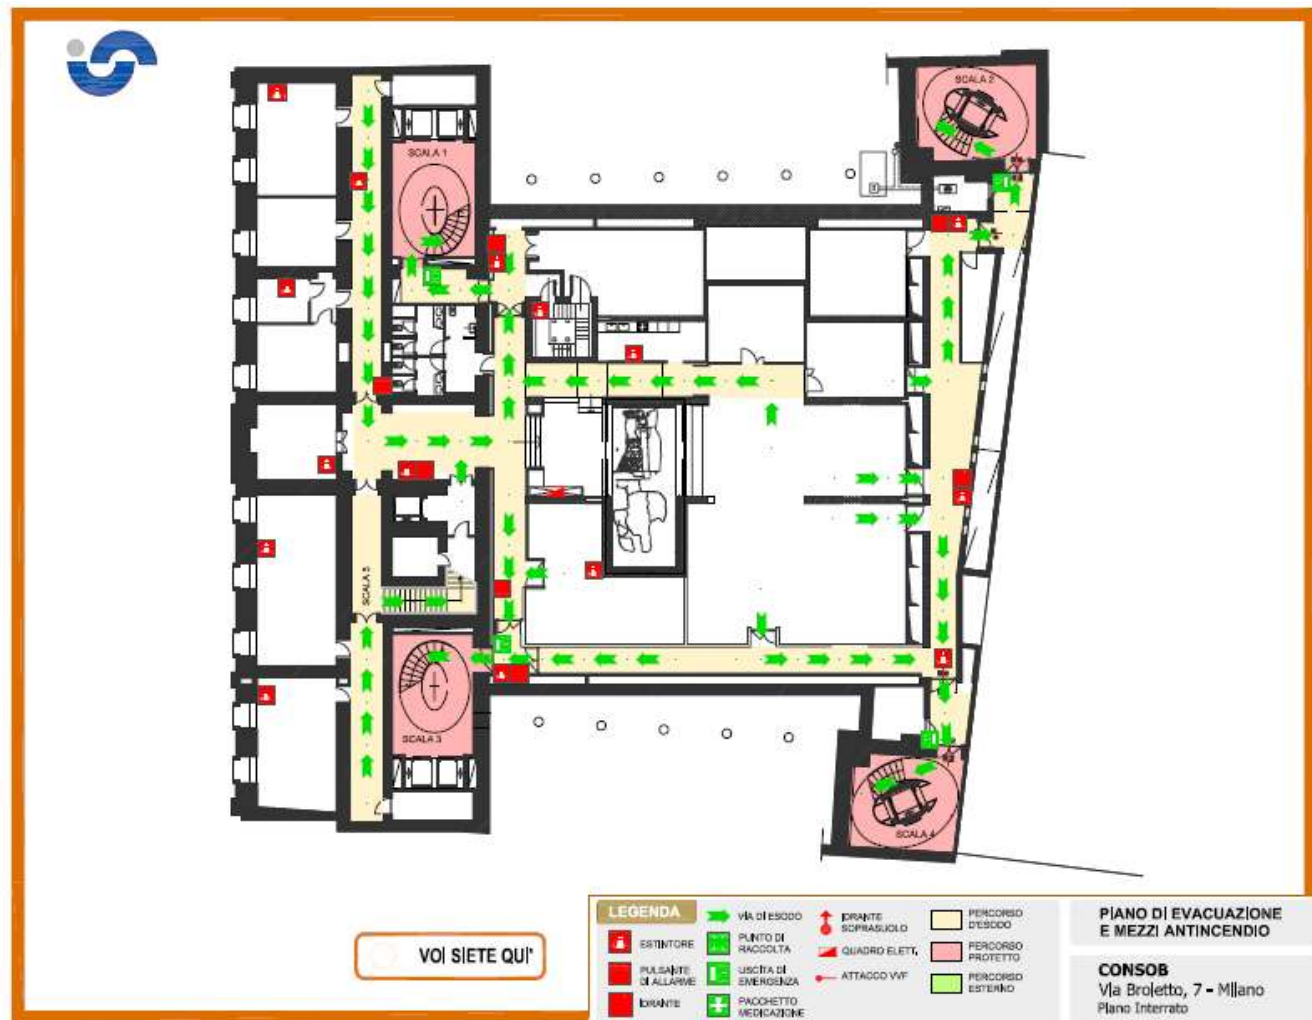 SCALA 2
SCALA 1
SCALA 5
SCALA 3
SCALA 4
VOI SIETE QUI'
LEGENDA
ESTINTORE
PULSANTE
DI ALLARME
IDRANTE
VIA DI ESODO
PUNTO DI
RACCOLTA
USCITA DI
EMERGENZA
PACCHETTO
MEDICAZIONE
IDRANTE
SOPRASUOLO
QUADRO ELETT.
ATTACCO VVF
PERCORSO
D'ESODO
PERCORSO
PROTETTO
PERCORSO
ESTERNO
PIANO DI EVACUAZIONE
E MEZZI ANTINCENDIO
CONSOB
Via Broletto, 7 - Milano
Piano Interrato